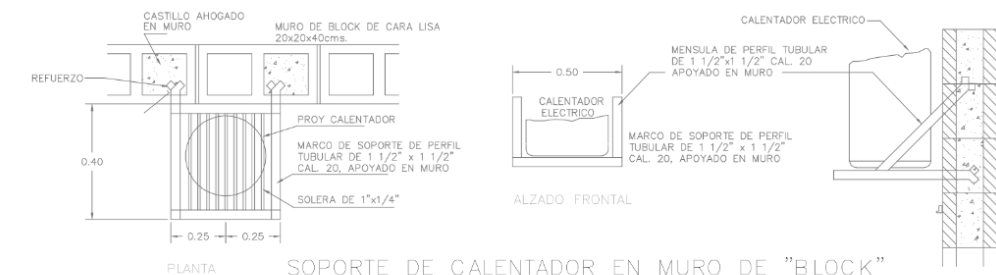 CASTILLO AHOGADO
EN MURO
MURO DE BLOCK DE CARA LISA
20x20x40cms.
REFUERZO
PROY CALENTADOR
MARCO DE SOPORTE DE PERFIL
TUBULAR DE 1 1/2" x 1 1/2"
CAL. 20, APOYADO EN MURO
SOLERA DE 1"x1/4"
0.40
0.25
0.25
PLANTA
0.50
CALENTADOR
ELECTRICO
ALZADO FRONTAL
CALENTADOR ELECTRICO
MENSULA DE PERFIL TUBULAR
DE 1 1/2"x1 1/2" CAL. 20
APOYADO EN MURO
MARCO DE SOPORTE DE PERFIL
TUBULAR DE 1 1/2" x 1 1/2"
CAL. 20, APOYADO EN MURO
SOPORTE DE CALENTADOR EN MURO DE "BLOCK"